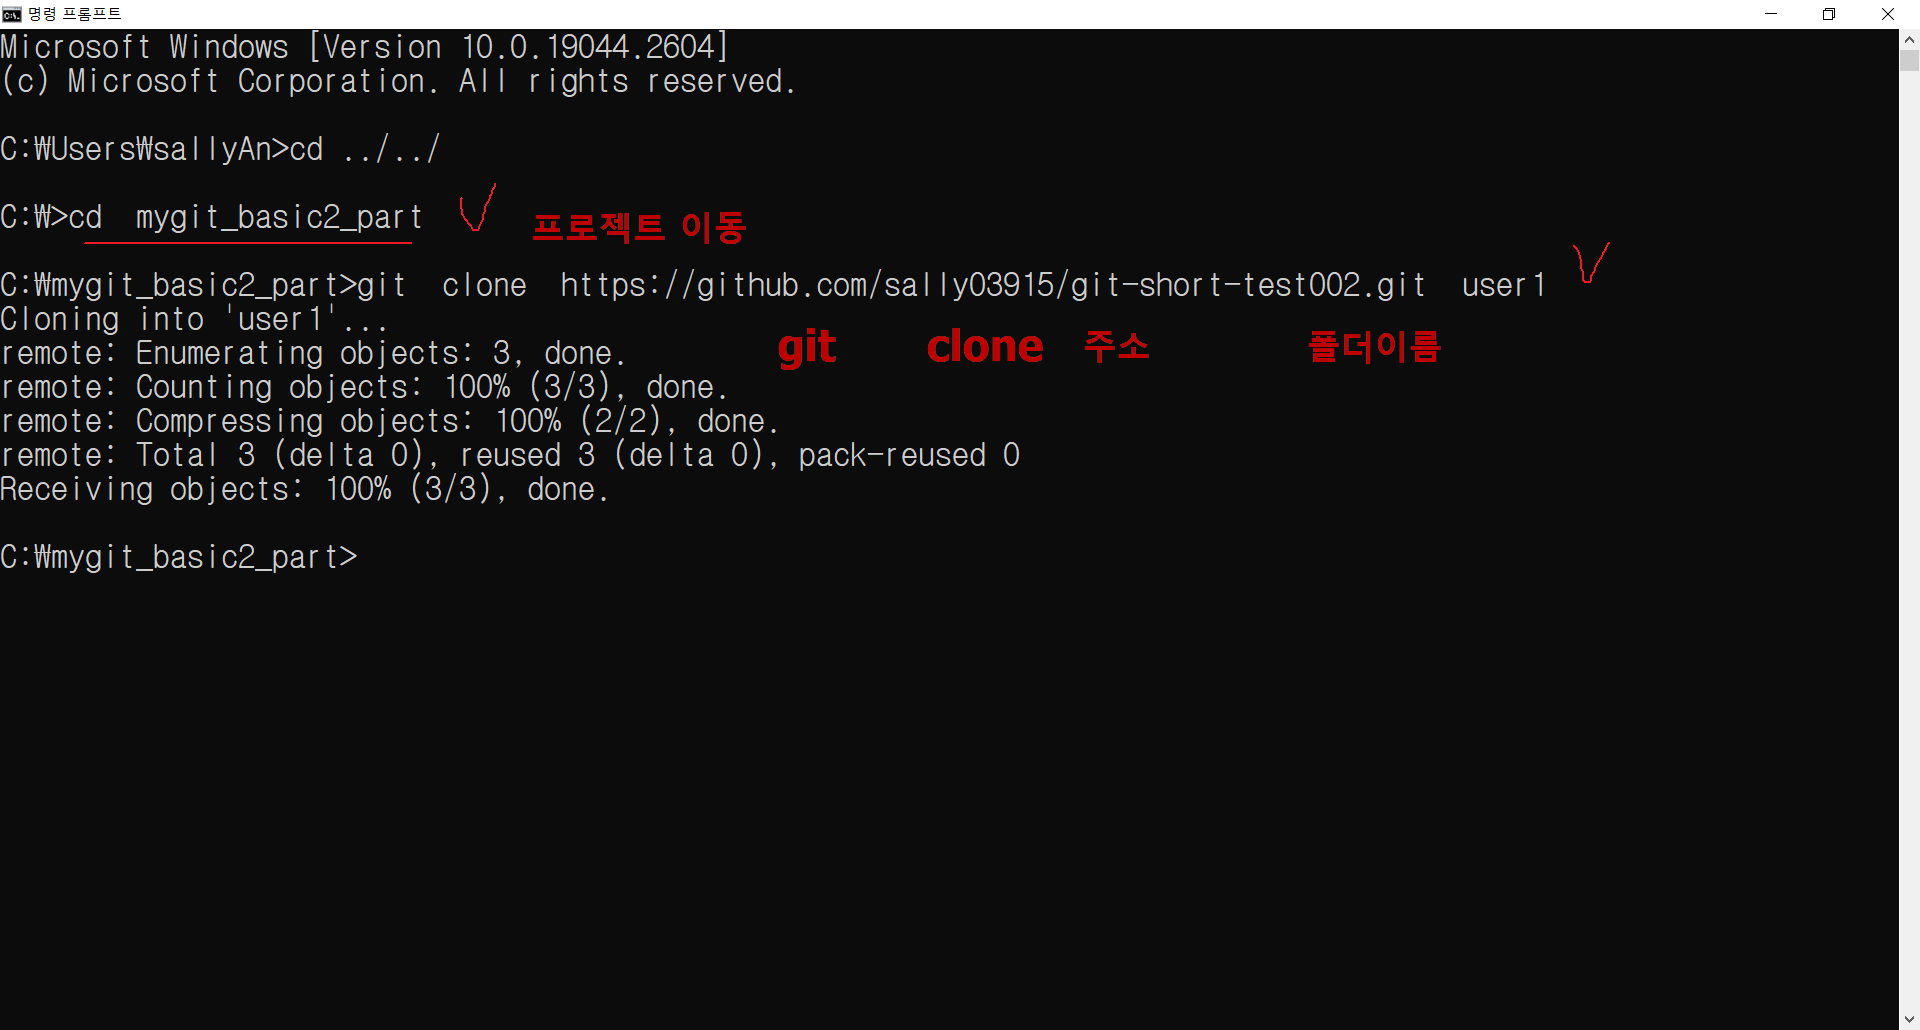 명령 프롬프트
Microsoft Windows [Version 10.0.19044.2604]
(c) Microsoft Corporation. All rights reserved.
C:₩Users₩sallyAn>cd ../../
C:₩>cd  mygit_basic2_part
프로젝트 이동
C:₩mygit_basic2_part>git  clone  https://github.com/sally03915/git-short-test002.git  user1
Cloning into 'user1'...
git clone 주소 폴더이름
remote: Enumerating objects: 3, done.
remote: Counting objects: 100% (3/3), done.
remote: Compressing objects: 100% (2/2), done.
remote: Total 3 (delta 0), reused 3 (delta 0), pack-reused 0
Receiving objects: 100% (3/3), done.
C:₩mygit_basic2_part>